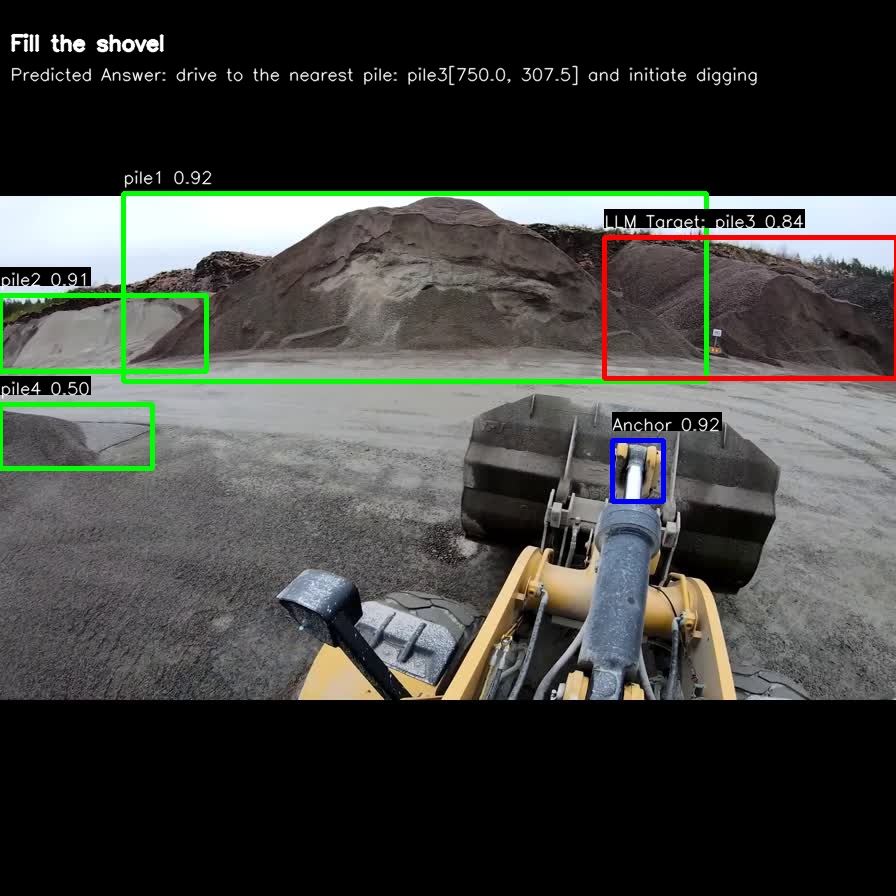 Fill the shovel
Predicted Answer: drive to the nearest pile: pile3[750.0, 307.5] and initiate digging
pile1 0.92
LLM Target: pile3 0.84
pile2 0.91
pile4 0.50
Anchor 0.92